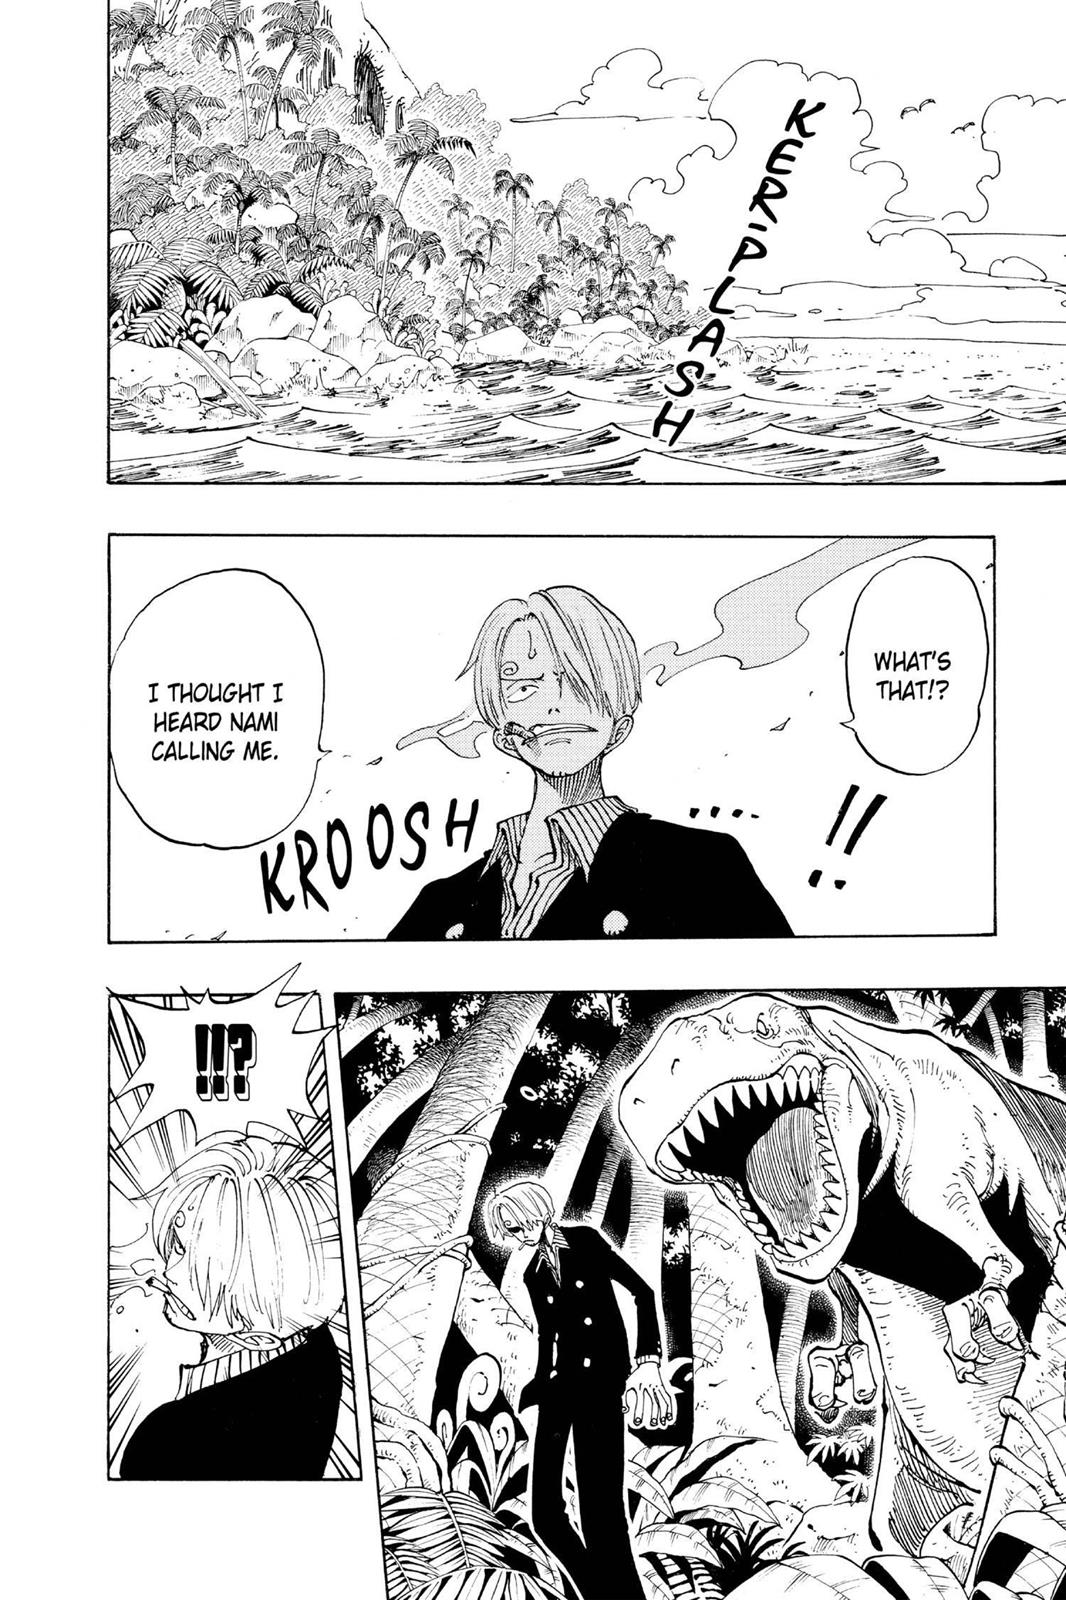 KER-PLASH
WHAT'S
THAT!?
!!
I THOUGHT I
HEARD NAMI
CALLING ME.
KROOSH
!!?